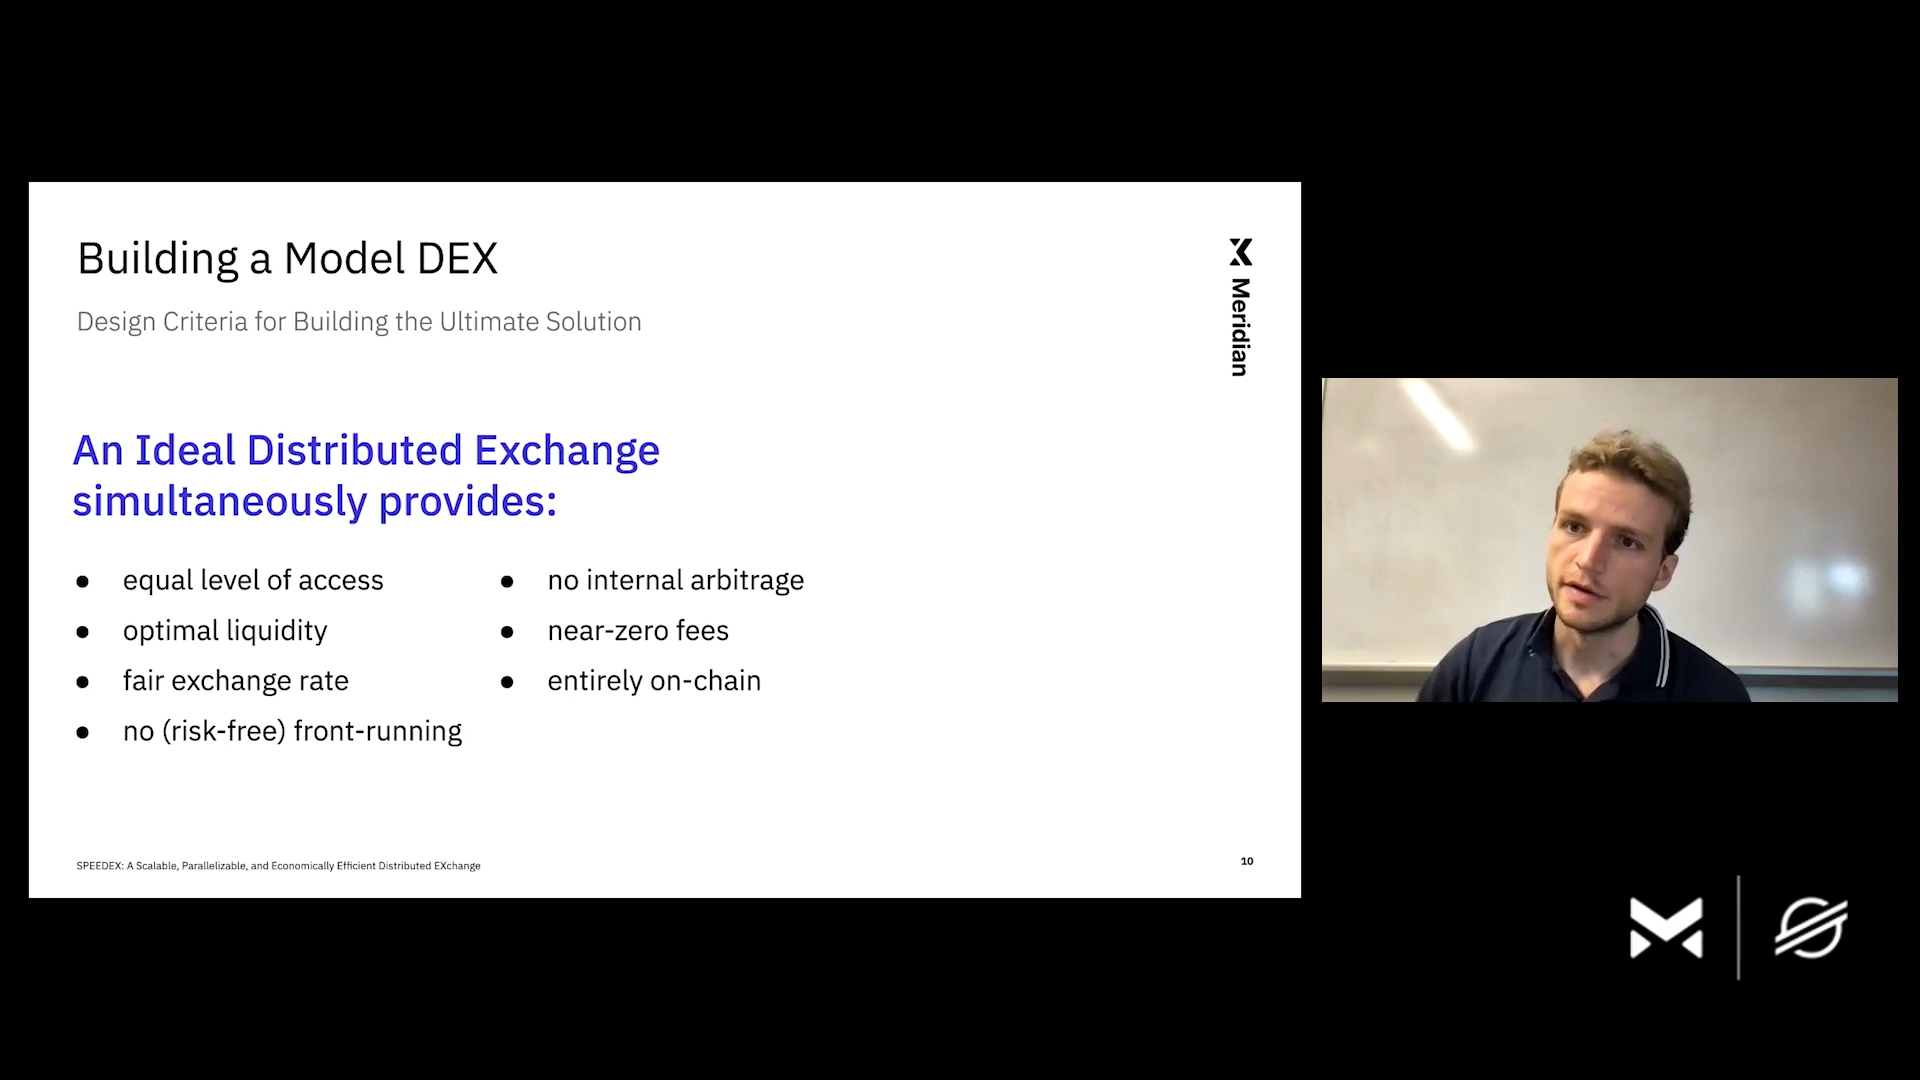 Building a Model DEX
Design Criteria for Building the Ultimate Solution
Meridian
An Ideal Distributed Exchange
simultaneously provides:
● equal level of access
● optimal liquidity
● fair exchange rate
● no (risk-free) front-running
● no internal arbitrage
● near-zero fees
● entirely on-chain
SPEEDEX: A Scalable, Parallelizable, and Economically Efficient Distributed EXchange
10